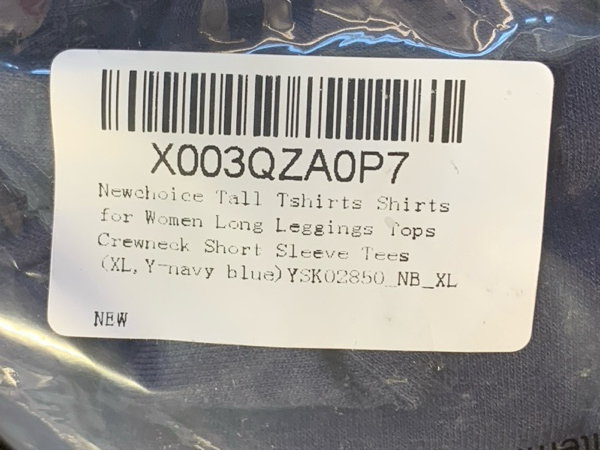 X003QZA0P7
Newchoice Tall Tshirts Shirts
for Women Long Leggings Tops
Crewneck Short Sleeve Tees
(XL, Y-navy blue)YSK02850_NB_XL
NEW